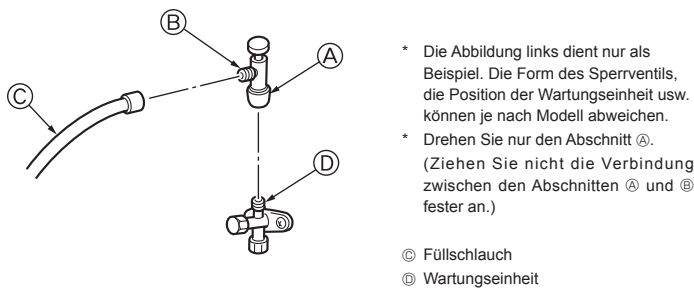 Ⓑ
Ⓐ
Ⓒ
Ⓓ
* Die Abbildung links dient nur als
Beispiel. Die Form des Sperrventils,
die Position der Wartungseinheit usw.
können je nach Modell abweichen.
* Drehen Sie nur den Abschnitt Ⓐ.
(Ziehen Sie nicht die Verbindung
zwischen den Abschnitten Ⓐ und Ⓑ
fester an.)
Ⓒ Füllschlauch
Ⓓ Wartungseinheit